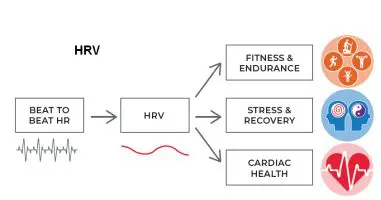 HRV
BEAT TO
BEAT HR
HRV
FITNESS &
ENDURANCE
STRESS &
RECOVERY
CARDIAC
HEALTH